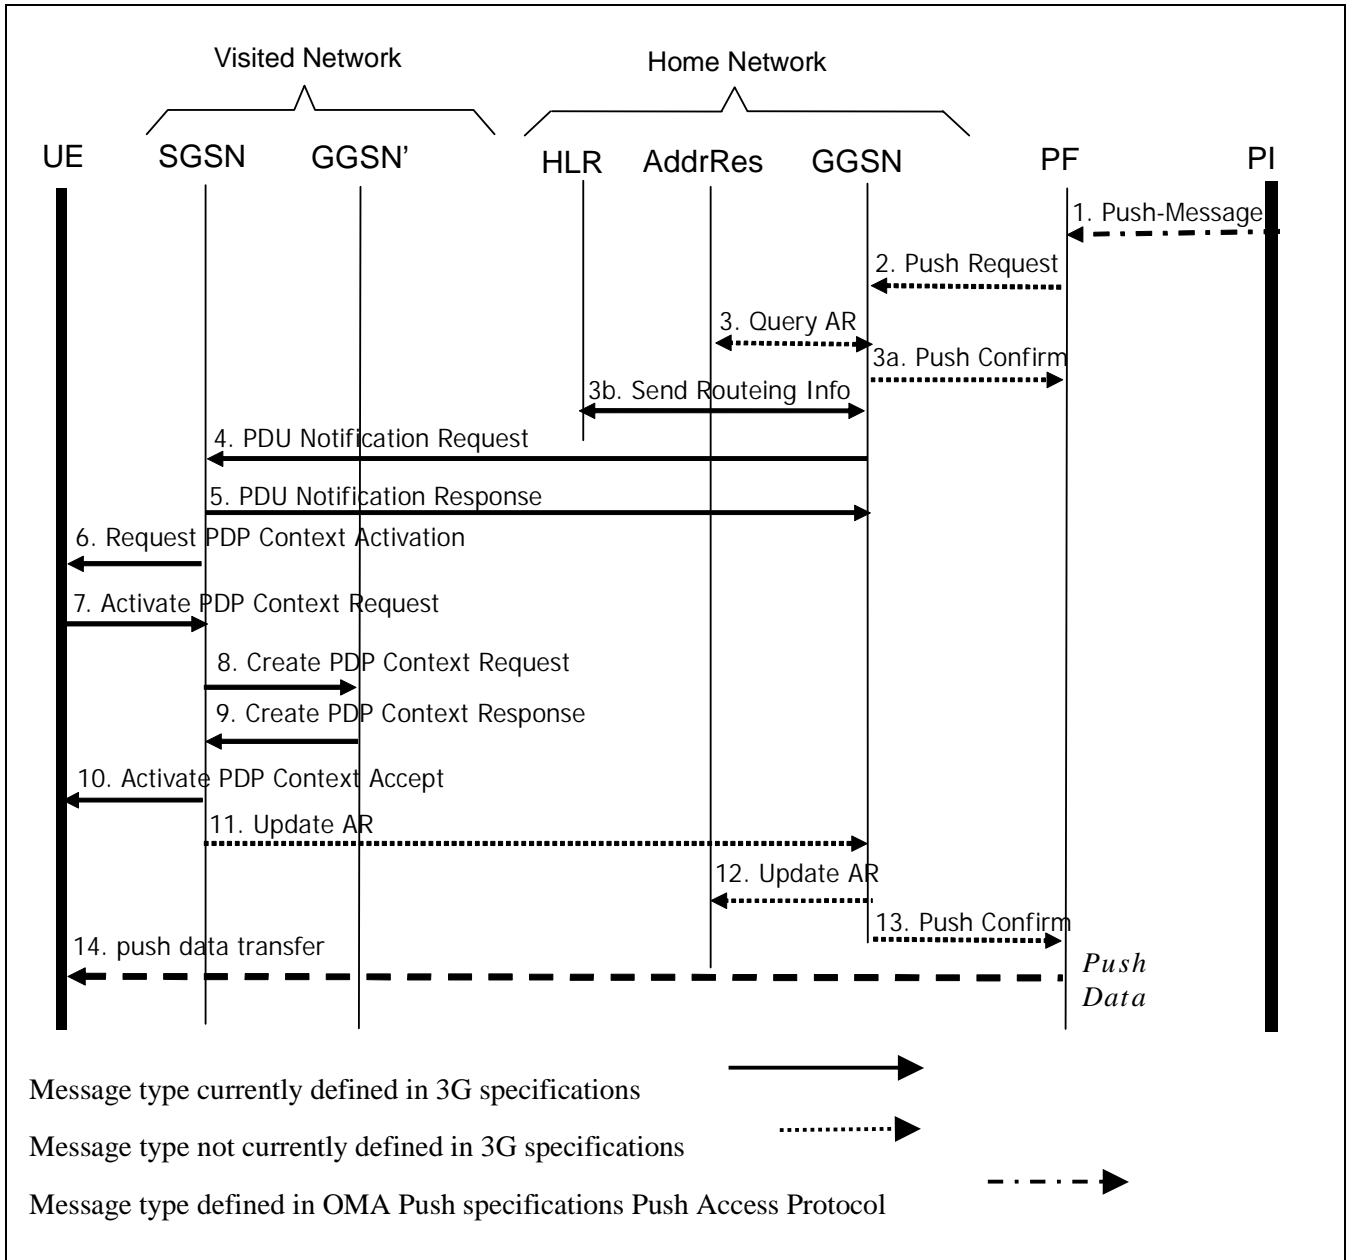 Visited Network
Home Network
UE
SGSN
GGSN’
HLR
AddrRes
GGSN
PF
PI
1. Push-Message
2. Push Request
3. Query AR
3a. Push Confirm
3b. Send Routeing Info
4. PDU Notification Request
5. PDU Notification Response
6. Request PDP Context Activation
7. Activate PDP Context Request
8. Create PDP Context Request
9. Create PDP Context Response
10. Activate PDP Context Accept
11. Update AR
12. Update AR
13. Push Confirm
14. push data transfer
Push
Data
Message type currently defined in 3G specifications
Message type not currently defined in 3G specifications
Message type defined in OMA Push specifications Push Access Protocol